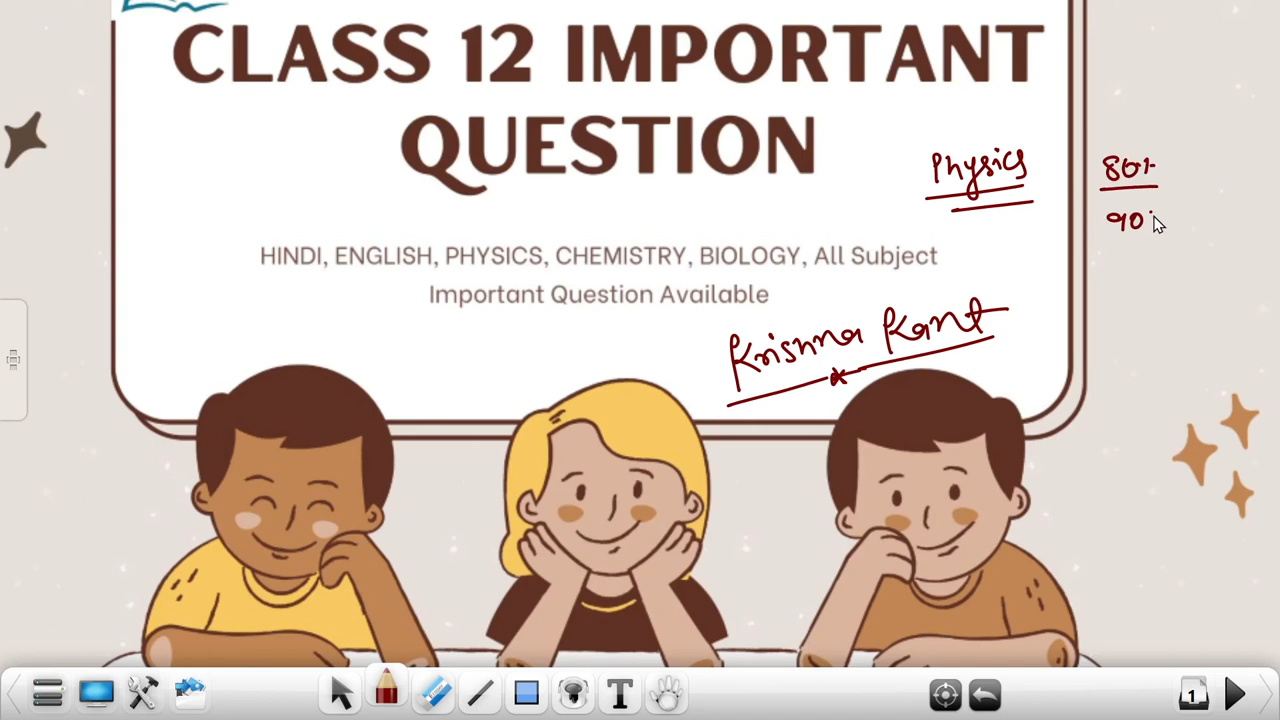 CLASS 12 IMPORTANT
QUESTION
Physics
80%
90
HINDI, ENGLISH, PHYSICS, CHEMISTRY, BIOLOGY, All Subject
Important Question Available
Krishna Kant
1